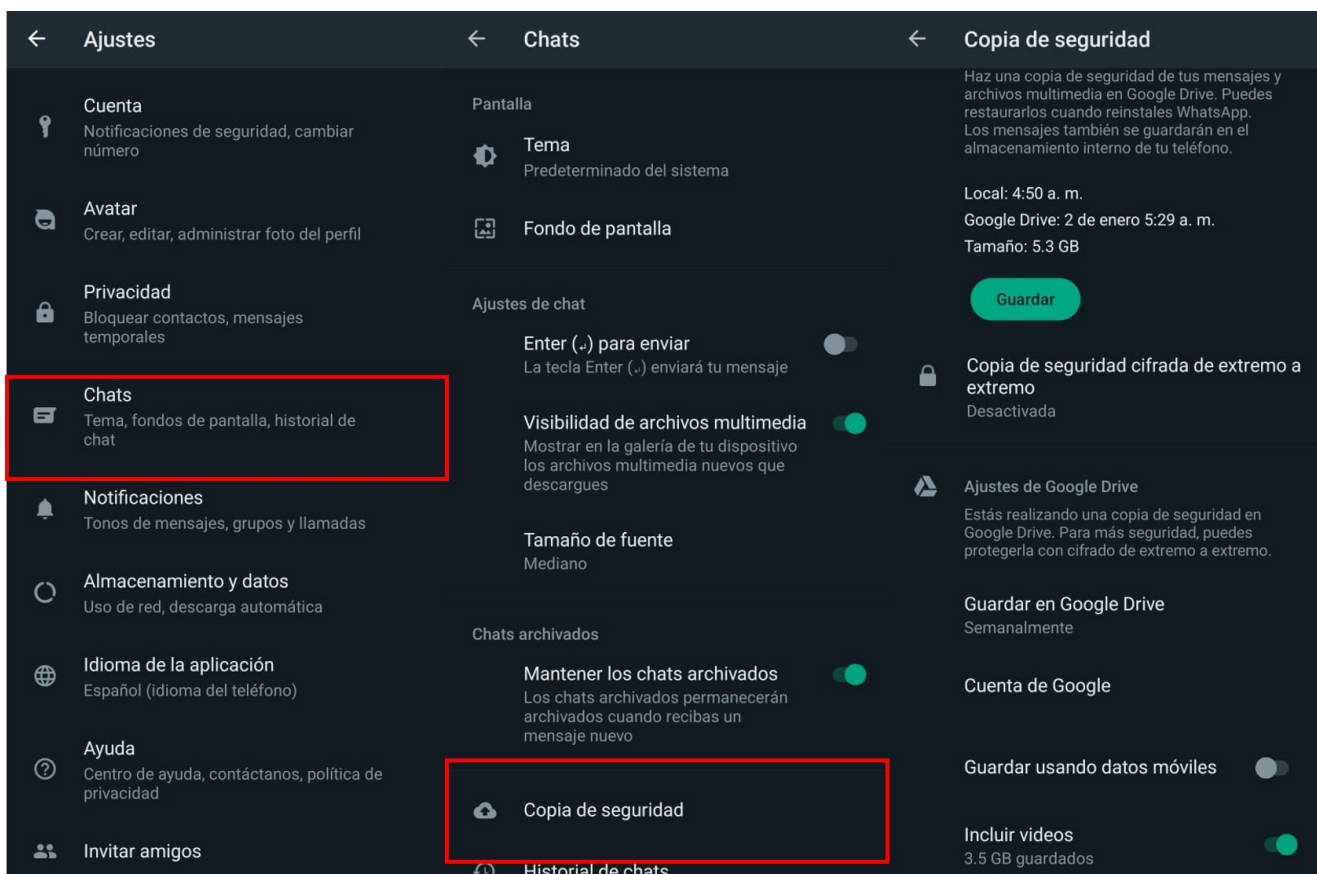 Ajustes
Cuenta
Notificaciones de seguridad, cambiar
número
Avatar
Crear, editar, administrar foto del perfil
Privacidad
Bloquear contactos, mensajes
temporales
Chats
Tema, fondos de pantalla, historial de
chat
Notificaciones
Tonos de mensajes, grupos y llamadas
Almacenamiento y datos
Uso de red, descarga automática
Idioma de la aplicación
Español (idioma del teléfono)
Ayuda
Centro de ayuda, contáctanos, política de
privacidad
Invitar amigos
Chats
Pantalla
Tema
Predeterminado del sistema
Fondo de pantalla
Ajustes de chat
Enter (↵) para enviar
La tecla Enter (↵) enviará tu mensaje
Visibilidad de archivos multimedia
Mostrar en la galería de tu dispositivo
los archivos multimedia nuevos que
descargues
Tamaño de fuente
Mediano
Chats archivados
Mantener los chats archivados
Los chats archivados permanecerán
archivados cuando recibas un
mensaje nuevo
Copia de seguridad
Historial de chats
Copia de seguridad
Haz una copia de seguridad de tus mensajes y
archivos multimedia en Google Drive. Puedes
restaurarlos cuando reinstales WhatsApp.
Los mensajes también se guardarán en el
almacenamiento interno de tu teléfono.
Local: 4:50 a. m.
Google Drive: 2 de enero 5:29 a. m.
Tamaño: 5.3 GB
Guardar
Copia de seguridad cifrada de extremo a
extremo
Desactivada
Ajustes de Google Drive
Estás realizando una copia de seguridad en
Google Drive. Para más seguridad, puedes
protegerla con cifrado de extremo a extremo.
Guardar en Google Drive
Semanalmente
Cuenta de Google
Guardar usando datos móviles
Incluir videos
3.5 GB guardados